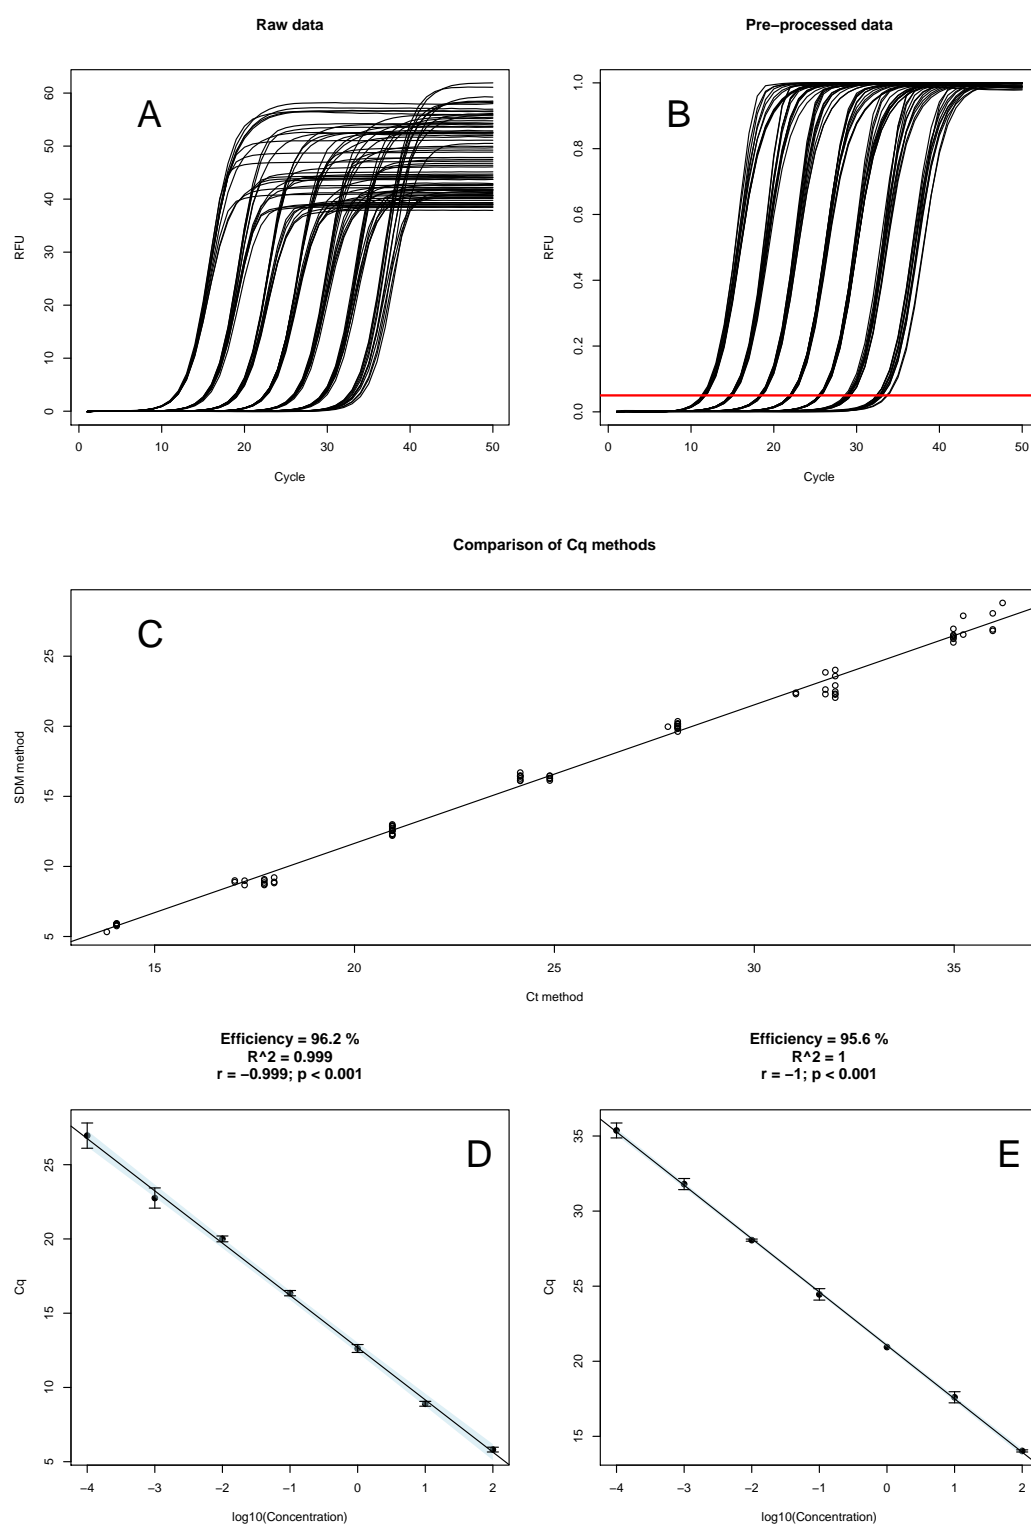 Raw data
Pre−processed data
A
B
RFU
0
10
20
30
40
50
60
0 10 20 30 40 50
Cycle
RFU
0.0
0.2
0.4
0.6
0.8
1.0
0 10 20 30 40 50
Cycle
Comparison of Cq methods
C
SDM method
5
10
15
20
25
15 20 25 30 35
Ct method
Efficiency = 96.2 %
R^2 = 0.999
r = −0.999; p < 0.001
Efficiency = 95.6 %
R^2 = 1
r = −1; p < 0.001
D
E
Cq
5
10
15
20
25
−4 −3 −2 −1 0 1 2
log10(Concentration)
Cq
15
20
25
30
35
−4 −3 −2 −1 0 1 2
log10(Concentration)